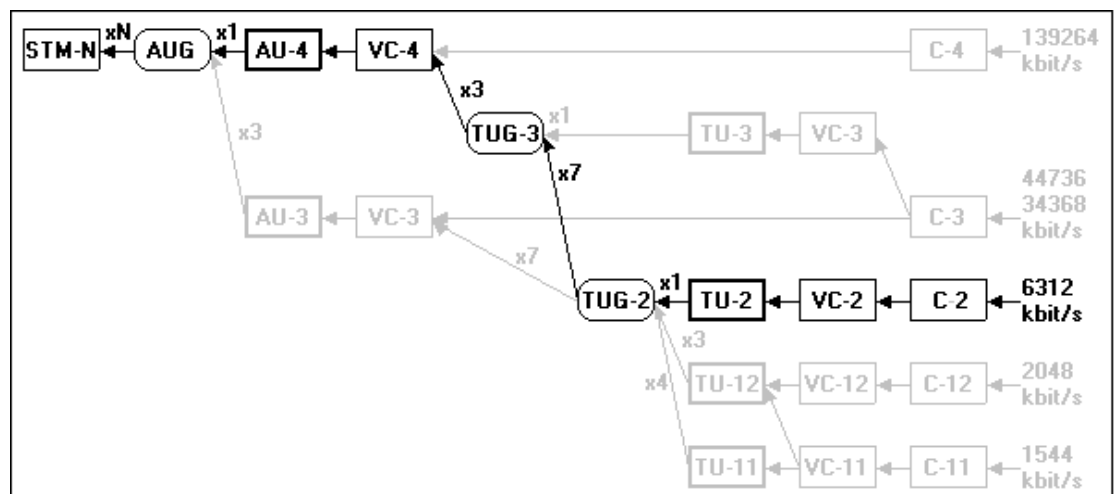 STM-N xN AUG x1 AU-4 VC-4 C-4 139264
kbit/s
x3
TUG-3 x1 TU-3 VC-3
x3
x7
44736
34368
kbit/s
AU-3 VC-3 C-3
x7
TUG-2 x1 TU-2 VC-2 C-2 6312
kbit/s
x3
x4 TU-12 VC-12 C-12 2048
kbit/s
TU-11 VC-11 C-11 1544
kbit/s